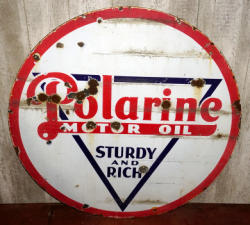 Polarine
MOTOR OIL
STURDY
AND
RICH